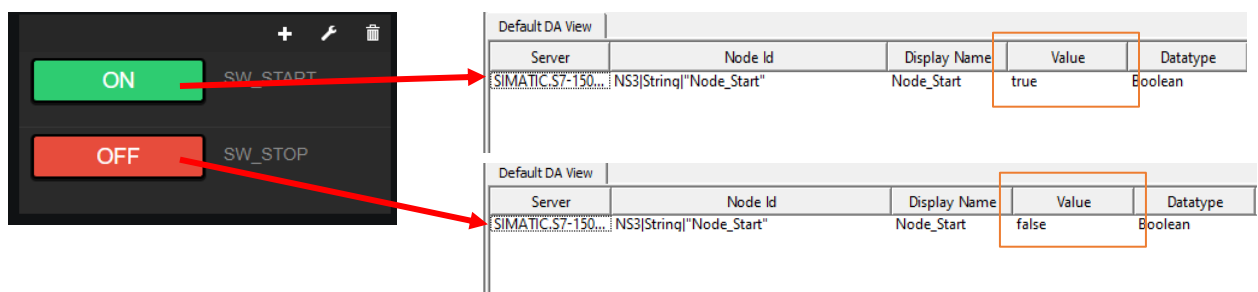 ON SW_START
OFF SW_STOP
Default DA View
Server Node Id Display Name Value Datatype
SIMATIC.S7-150... NS3|String|"Node_Start" Node_Start true Boolean
Default DA View
Server Node Id Display Name Value Datatype
SIMATIC.S7-150... NS3|String|"Node_Start" Node_Start false Boolean